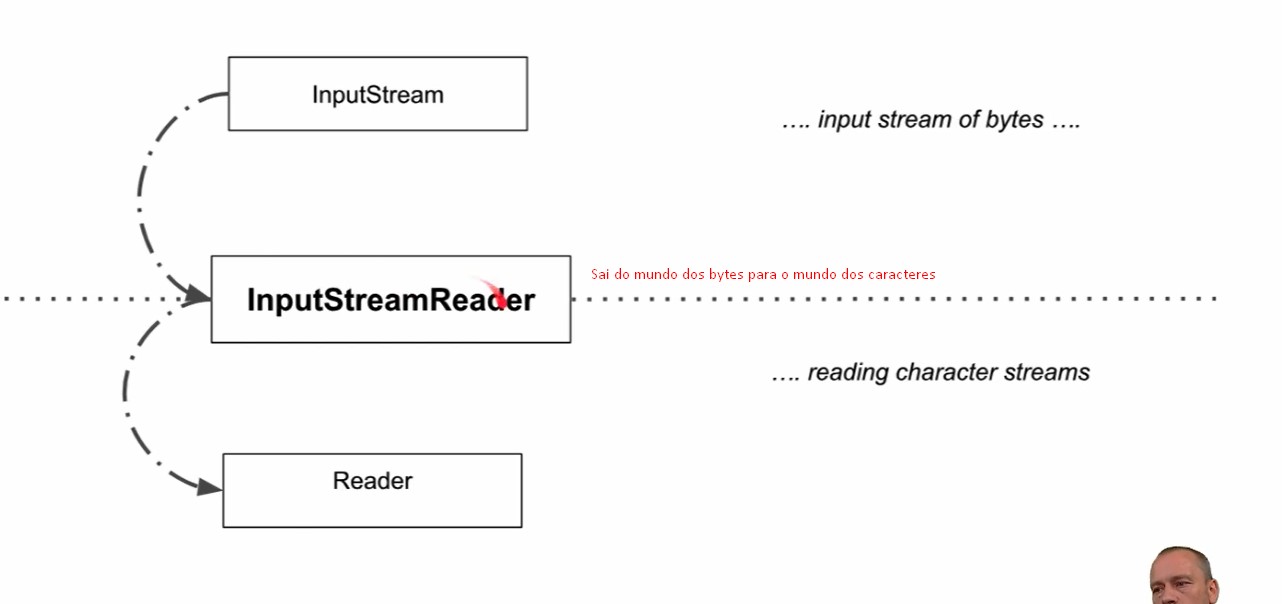 InputStream
…. input stream of bytes ….
Sai do mundo dos bytes para o mundo dos caracteres
InputStreamReader
…. reading character streams
Reader